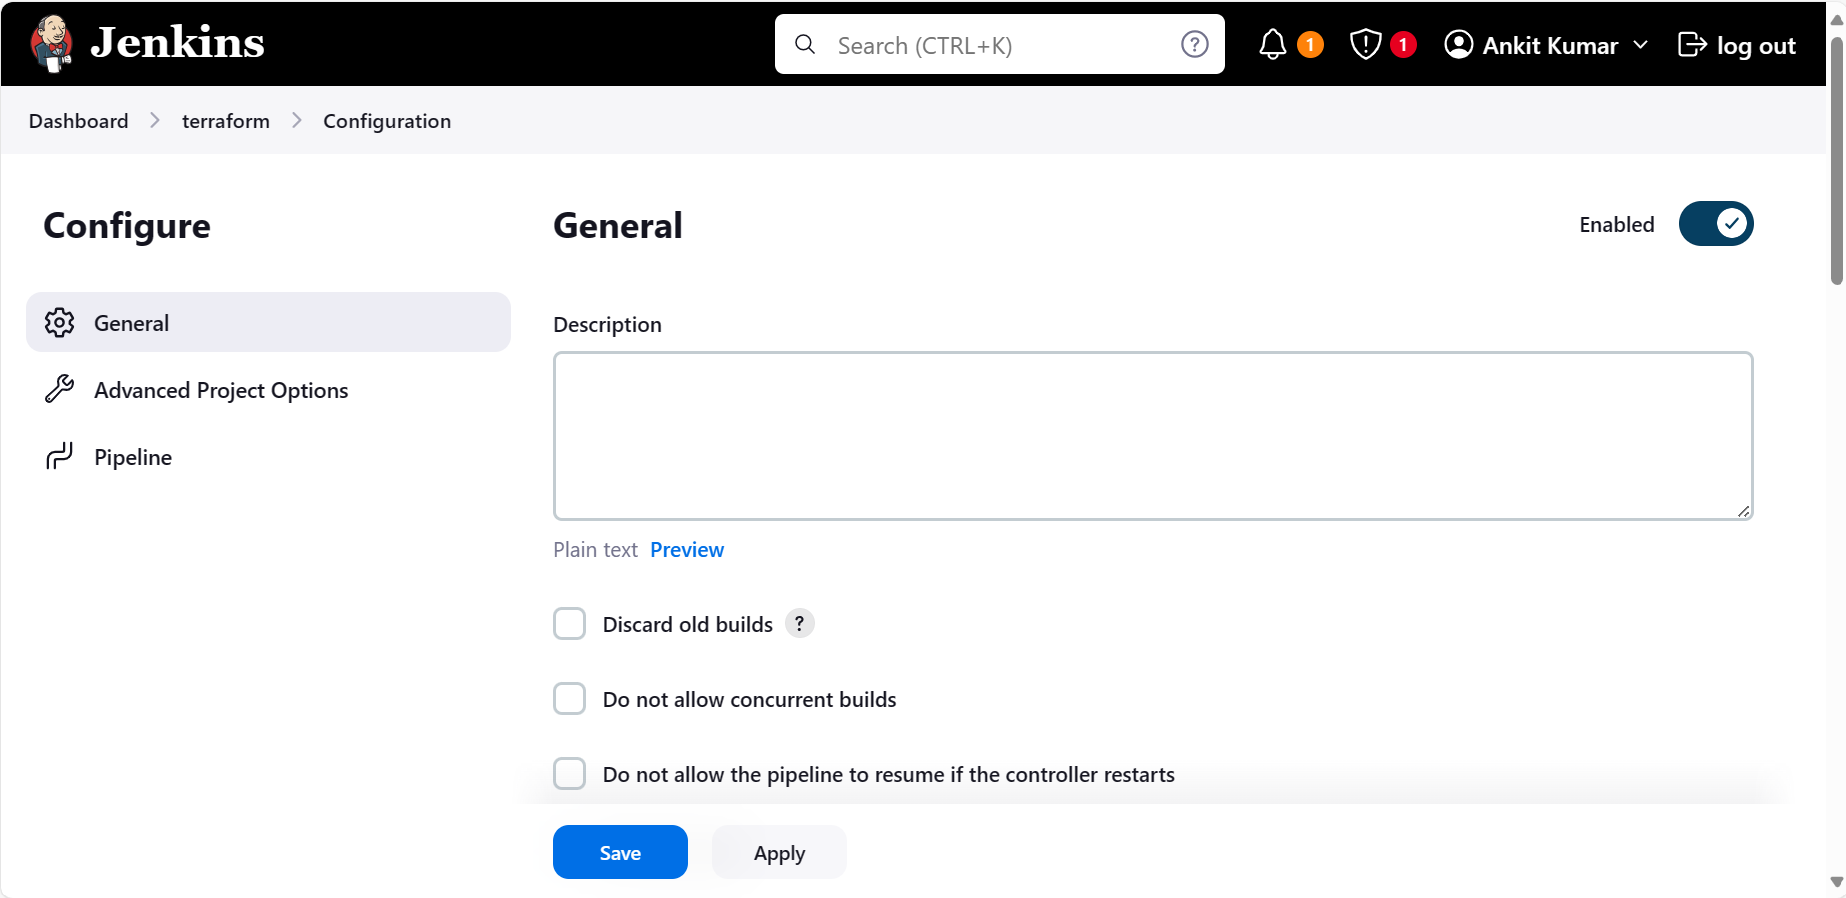 Jenkins
Search (CTRL+K)
?
1
1
Ankit Kumar
log out
Dashboard
terraform
Configuration
Configure
General
Advanced Project Options
Pipeline
General
Enabled
Description
Plain text Preview
Discard old builds ?
Do not allow concurrent builds
Do not allow the pipeline to resume if the controller restarts
Save
Apply